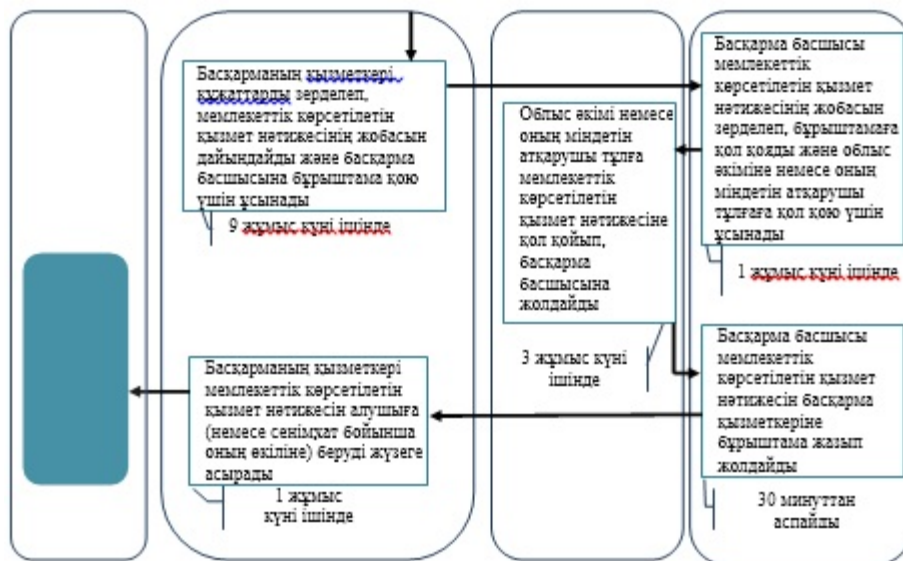 Басқарманың қызметкері
құжаттарды зерделеп,
мемлекеттік көрсетілетін
қызмет нәтижесінің жобасын
дайындайды және басқарма
басшысына бұрыштама қою
үшін ұсынады
9 жұмыс күні ішінде
Басқарма басшысы
мемлекеттік
көрсетілетін қызмет
нәтижесінің жобасын
зерделеп, бұрыштамаға
қол қояды және облыс
әкіміне немесе оның
міндетін атқарушы
тұлғаға қол қою үшін
ұсынады
1 жұмыс күні ішінде
Облыс әкімі немесе
оның міндетін
атқарушы тұлға
мемлекеттік
көрсетілетін
қызмет нәтижесіне
қол қойып,
басқарма
басшысына
жолдайды
3 жұмыс күні
ішінде
Басқарма басшысы
мемлекеттік
көрсетілетін қызмет
нәтижесін басқарма
қызметкеріне
бұрыштама жазып
жолдайды
30 минуттан
аспайды
Басқарманың қызметкері
мемлекеттік көрсетілетін
қызмет нәтижесін алушыға
(немесе сенімхат бойынша
оның өкіліне) беруді жүзеге
асырады
1 жұмыс
күні ішінде